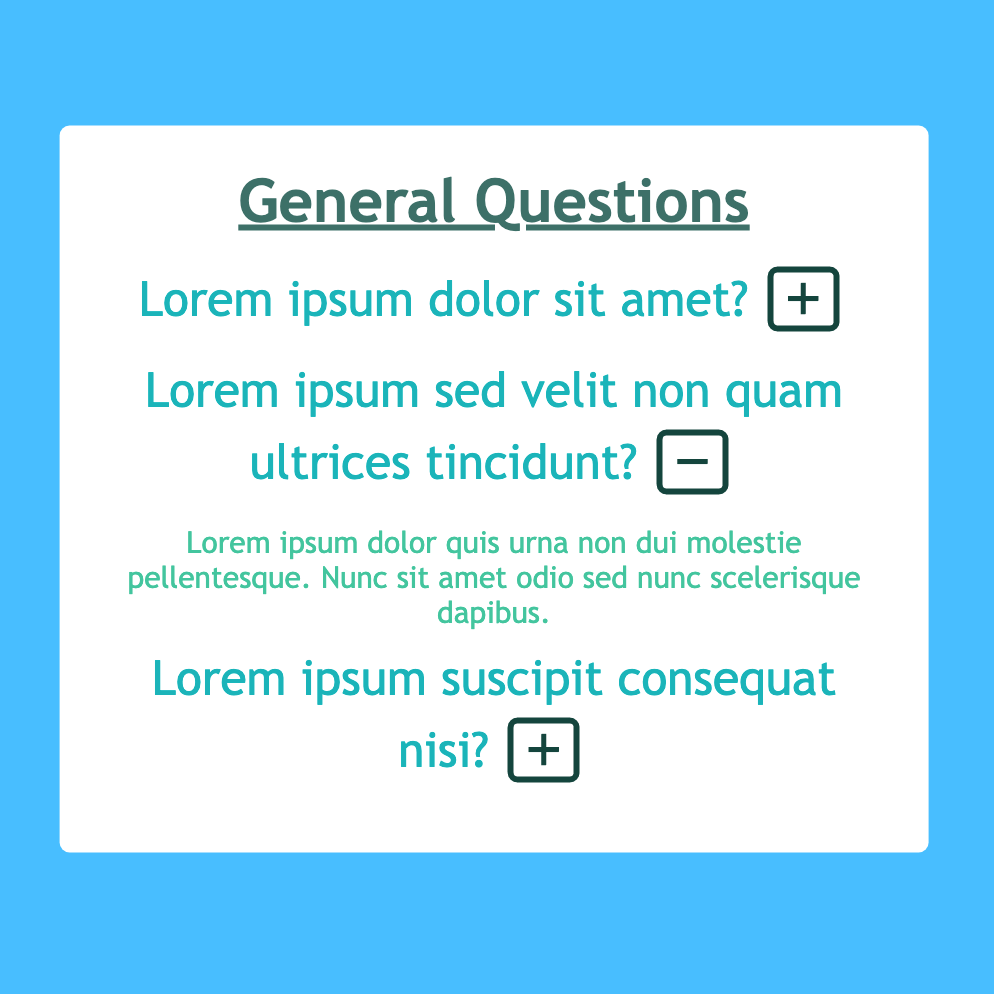 General Questions
Lorem ipsum dolor sit amet? +
Lorem ipsum sed velit non quam
ultrices tincidunt? −
Lorem ipsum dolor quis urna non dui molestie
pellentesque. Nunc sit amet odio sed nunc scelerisque
dapibus.
Lorem ipsum suscipit consequat
nisi? +